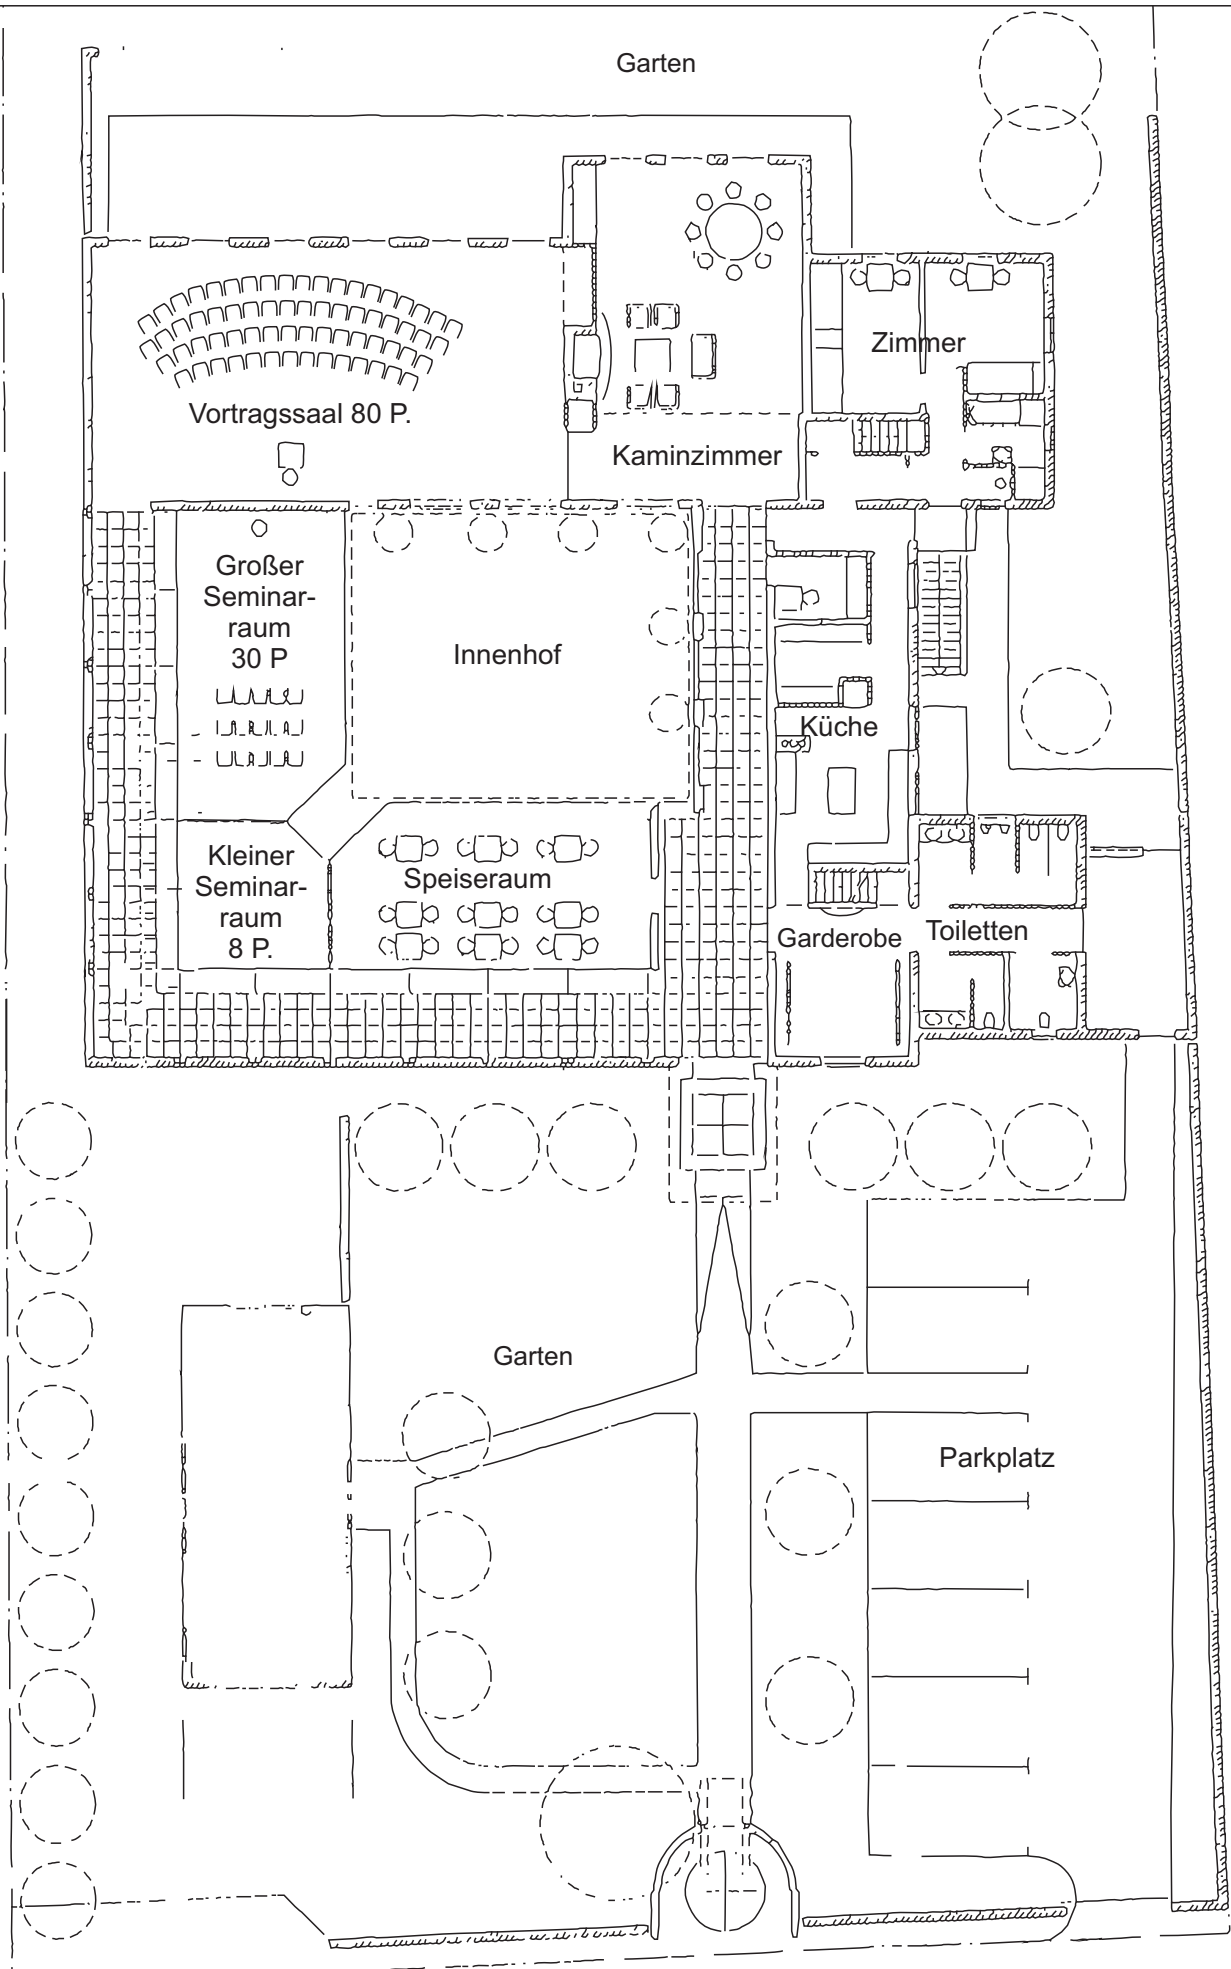 Garten
Zimmer
Vortragssaal 80 P.
Kaminzimmer
Großer
Seminar-
raum
30 P
Innenhof
Küche
Kleiner
Seminar-
raum
8 P.
Speiseraum
Garderobe
Toiletten
Garten
Parkplatz